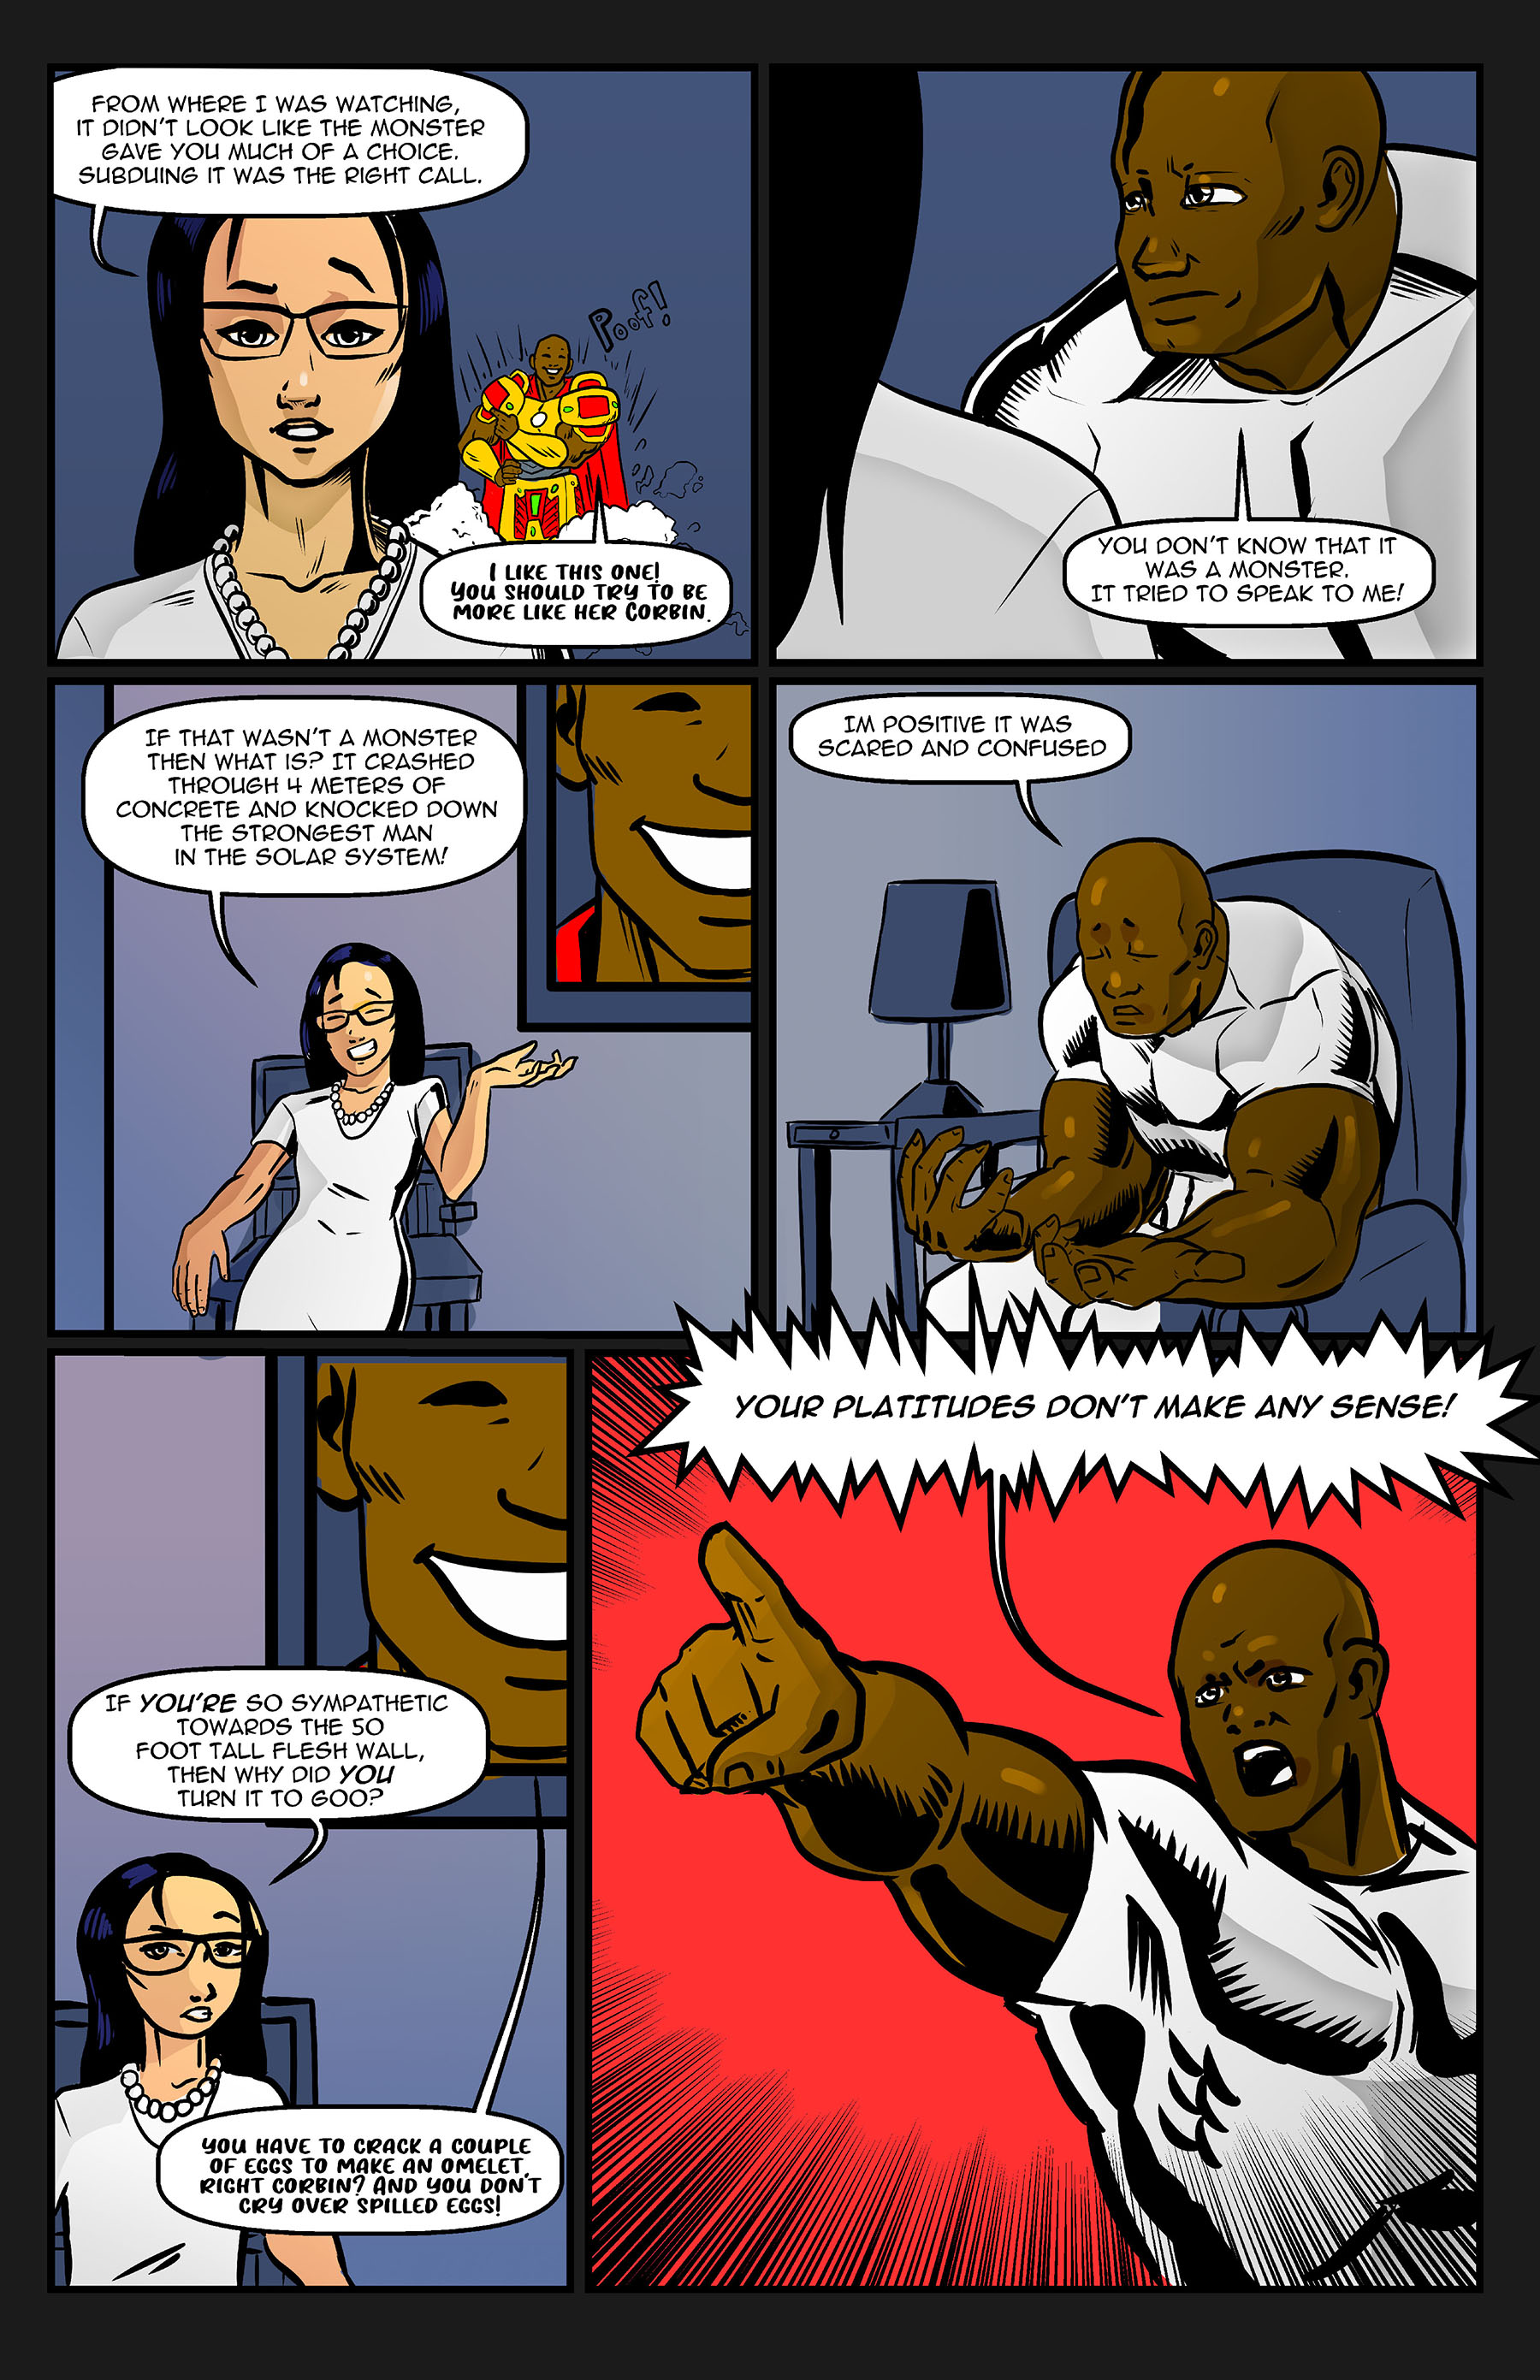 FROM WHERE I WAS WATCHING,
IT DIDN'T LOOK LIKE THE MONSTER
GAVE YOU MUCH OF A CHOICE.
SUBDUING IT WAS THE RIGHT CALL.
Poof!
I LIKE THIS ONE!
YOU SHOULD TRY TO BE
MORE LIKE HER CORBIN.
YOU DON'T KNOW THAT IT
WAS A MONSTER.
IT TRIED TO SPEAK TO ME!
IF THAT WASN'T A MONSTER
THEN WHAT IS? IT CRASHED
THROUGH 4 METERS OF
CONCRETE AND KNOCKED DOWN
THE STRONGEST MAN
IN THE SOLAR SYSTEM!
IM POSITIVE IT WAS
SCARED AND CONFUSED
IF YOU'RE SO SYMPATHETIC
TOWARDS THE 50
FOOT TALL FLESH WALL,
THEN WHY DID YOU
TURN IT TO GOO?
YOU HAVE TO CRACK A COUPLE
OF EGGS TO MAKE AN OMELET,
RIGHT CORBIN? AND YOU DON'T
CRY OVER SPILLED EGGS!
YOUR PLATITUDES DON'T MAKE ANY SENSE!